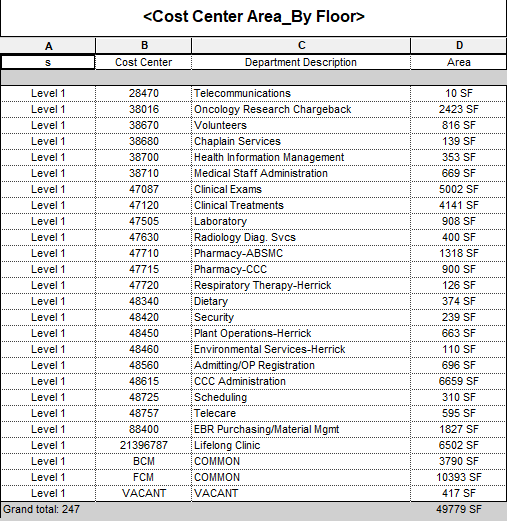 <Cost Center Area_By Floor>
A B C D
s Cost Center Department Description Area
Level 1 28470 Telecommunications 10 SF
Level 1 38016 Oncology Research Chargeback 2423 SF
Level 1 38670 Volunteers 816 SF
Level 1 38680 Chaplain Services 139 SF
Level 1 38700 Health Information Management 353 SF
Level 1 38710 Medical Staff Administration 669 SF
Level 1 47087 Clinical Exams 5002 SF
Level 1 47120 Clinical Treatments 4141 SF
Level 1 47505 Laboratory 908 SF
Level 1 47630 Radiology Diag. Svcs 400 SF
Level 1 47710 Pharmacy-ABSMC 1318 SF
Level 1 47715 Pharmacy-CCC 900 SF
Level 1 47720 Respiratory Therapy-Herrick 126 SF
Level 1 48340 Dietary 374 SF
Level 1 48420 Security 239 SF
Level 1 48450 Plant Operations-Herrick 663 SF
Level 1 48460 Environmental Services-Herrick 110 SF
Level 1 48560 Admitting/OP Registration 696 SF
Level 1 48615 CCC Administration 6659 SF
Level 1 48725 Scheduling 310 SF
Level 1 48757 Telecare 595 SF
Level 1 88400 EBR Purchasing/Material Mgmt 1827 SF
Level 1 21396787 Lifelong Clinic 6502 SF
Level 1 BCM COMMON 3790 SF
Level 1 FCM COMMON 10393 SF
Level 1 VACANT VACANT 417 SF
Grand total: 247 49779 SF